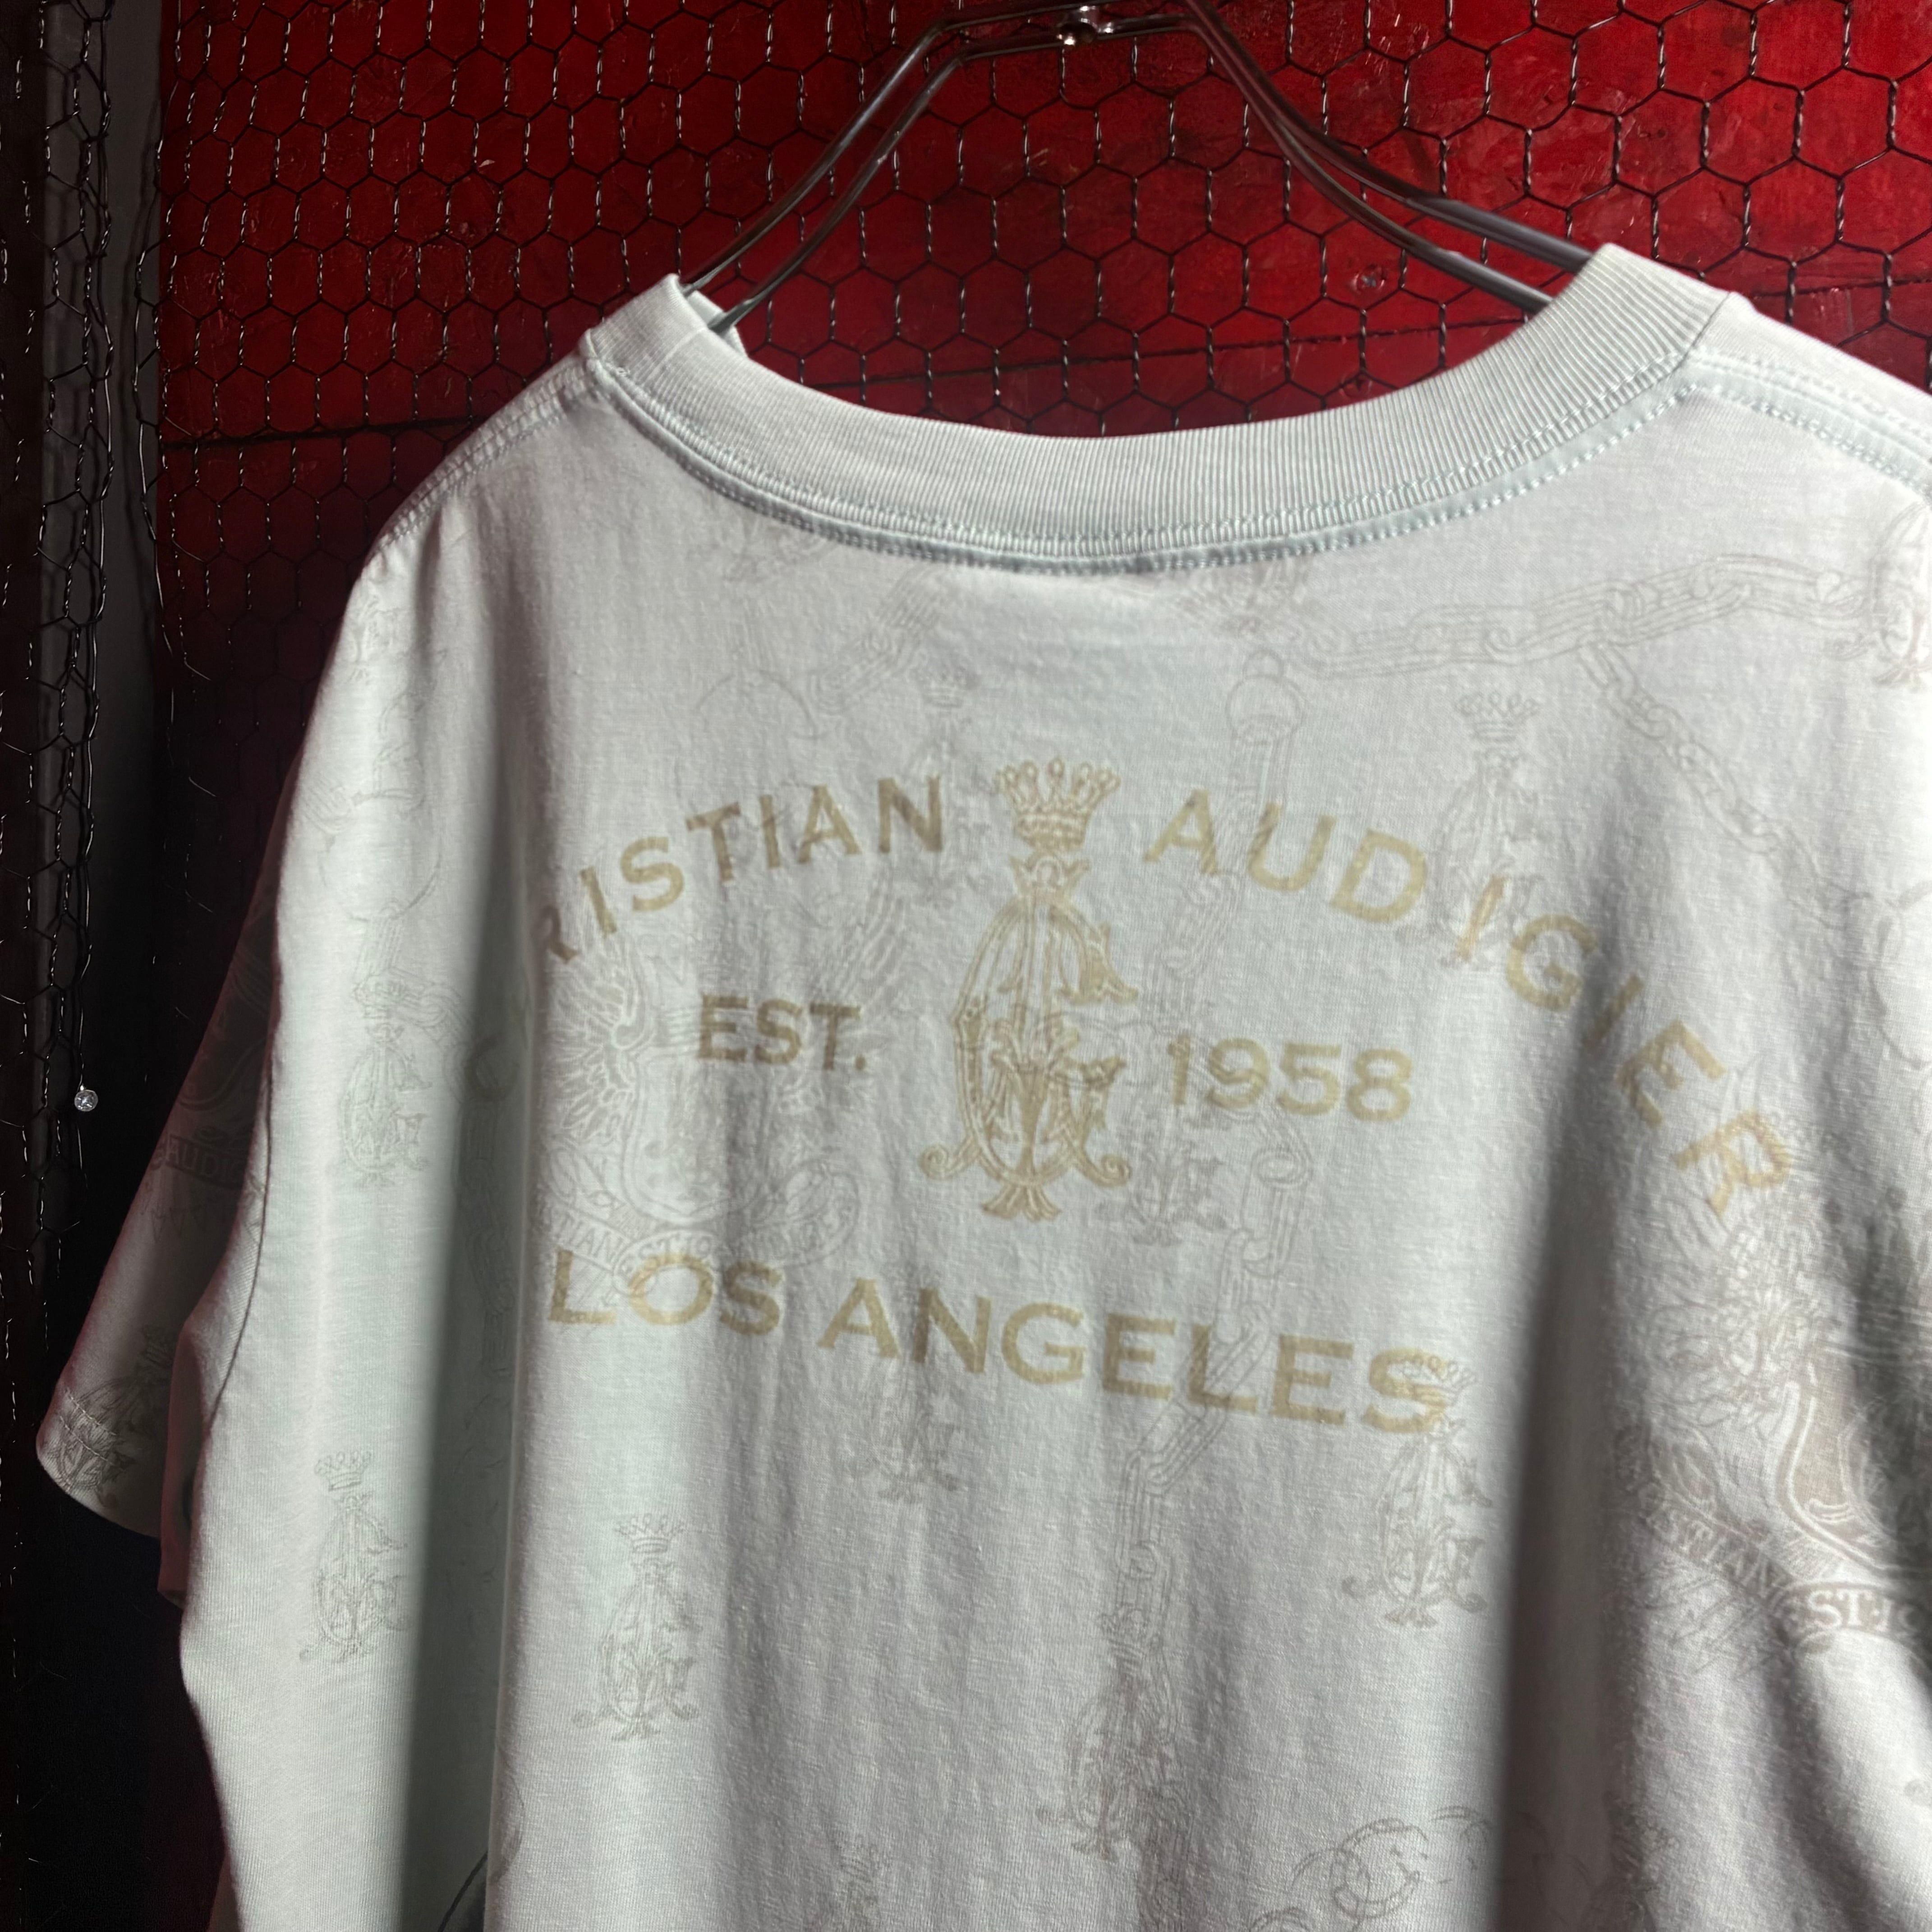 RISTIAN AUDIGIER
EST. 1958
LOS ANGELES